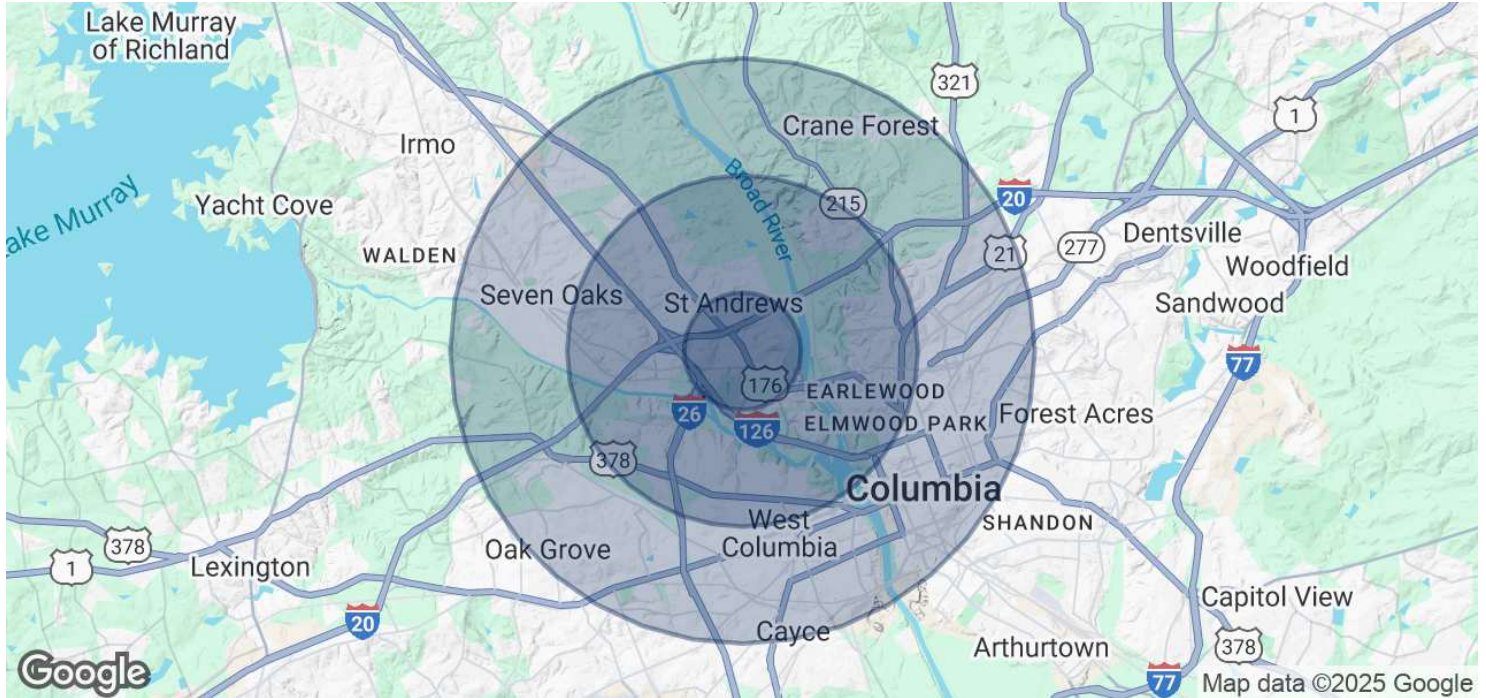 Lake Murray
of Richland
321
1
Crane Forest
Irmo
Broad River
20
Yacht Cove
215
Lake Murray
277
Dentsville
21
WALDEN
Woodfield
Seven Oaks
St Andrews
Sandwood
77
176
EARLEWOOD
26
Forest Acres
126
ELMWOOD PARK
378
Columbia
West
Columbia
SHANDON
378
Oak Grove
1
Lexington
Capitol View
20
Cayce
Arthurtown
378
Google
77
Map data ©2025 Google